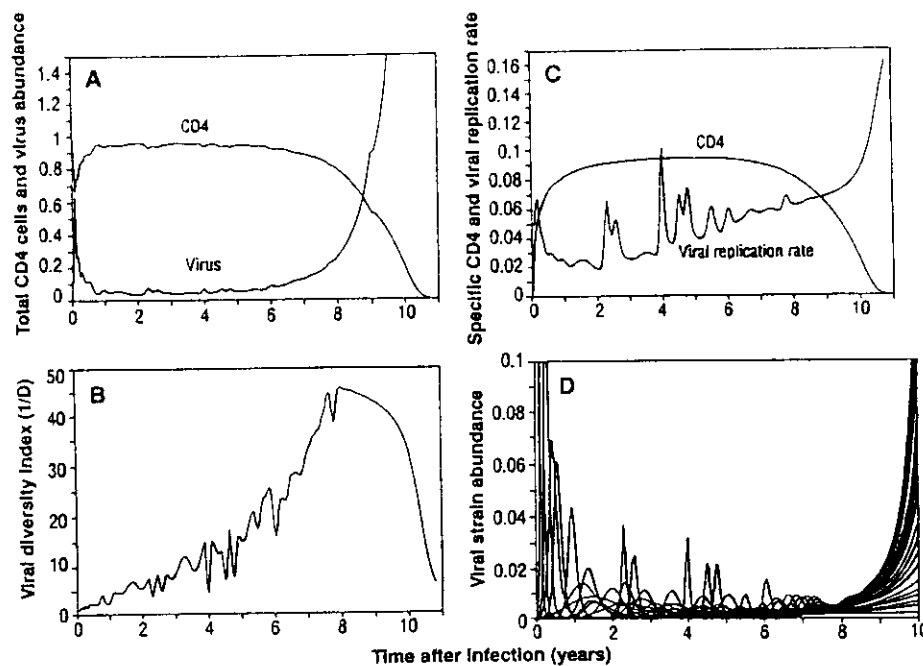 A
Total CD4 cells and virus abundance
1.4
1.2
1
0.8
0.6
0.4
0.2
0
CD4
Virus
0 2 4 6 8 10
C
Specific CD4 and viral replication rate
0.16
0.14
0.12
0.1
0.08
0.06
0.04
0.02
0
CD4
Viral replication rate
0 2 4 6 8 10
B
Viral diversity index (1/D)
50
45
20
10
5
0
0 2 4 6 8 10
D
Viral strain abundance
0.1
0.08
0.06
0.04
0.02
0
0 2 4 6 8 10
Time after infection (years)